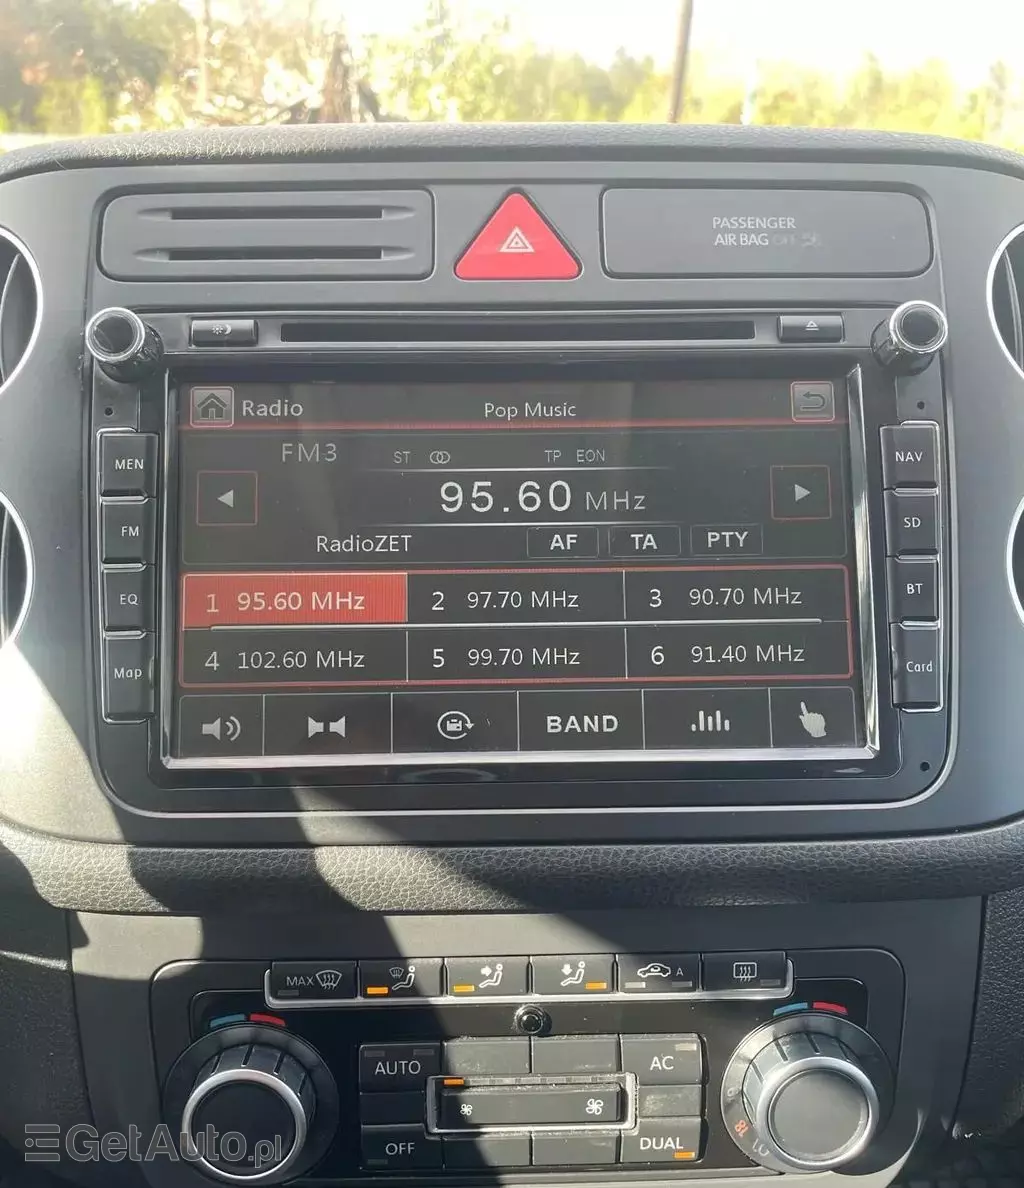 PASSENGER
AIR BAG OFF
Radio
Pop Music
FM3
ST
TP EON
95.60 MHz
RadioZET
AF
TA
PTY
1 95.60 MHz
2 97.70 MHz
3 90.70 MHz
4 102.60 MHz
5 99.70 MHz
6 91.40 MHz
BAND
MEN
FM
EQ
Map
NAV
SD
BT
Card
MAX
A
AUTO
AC
OFF
DUAL
LO
GetAuto.pl